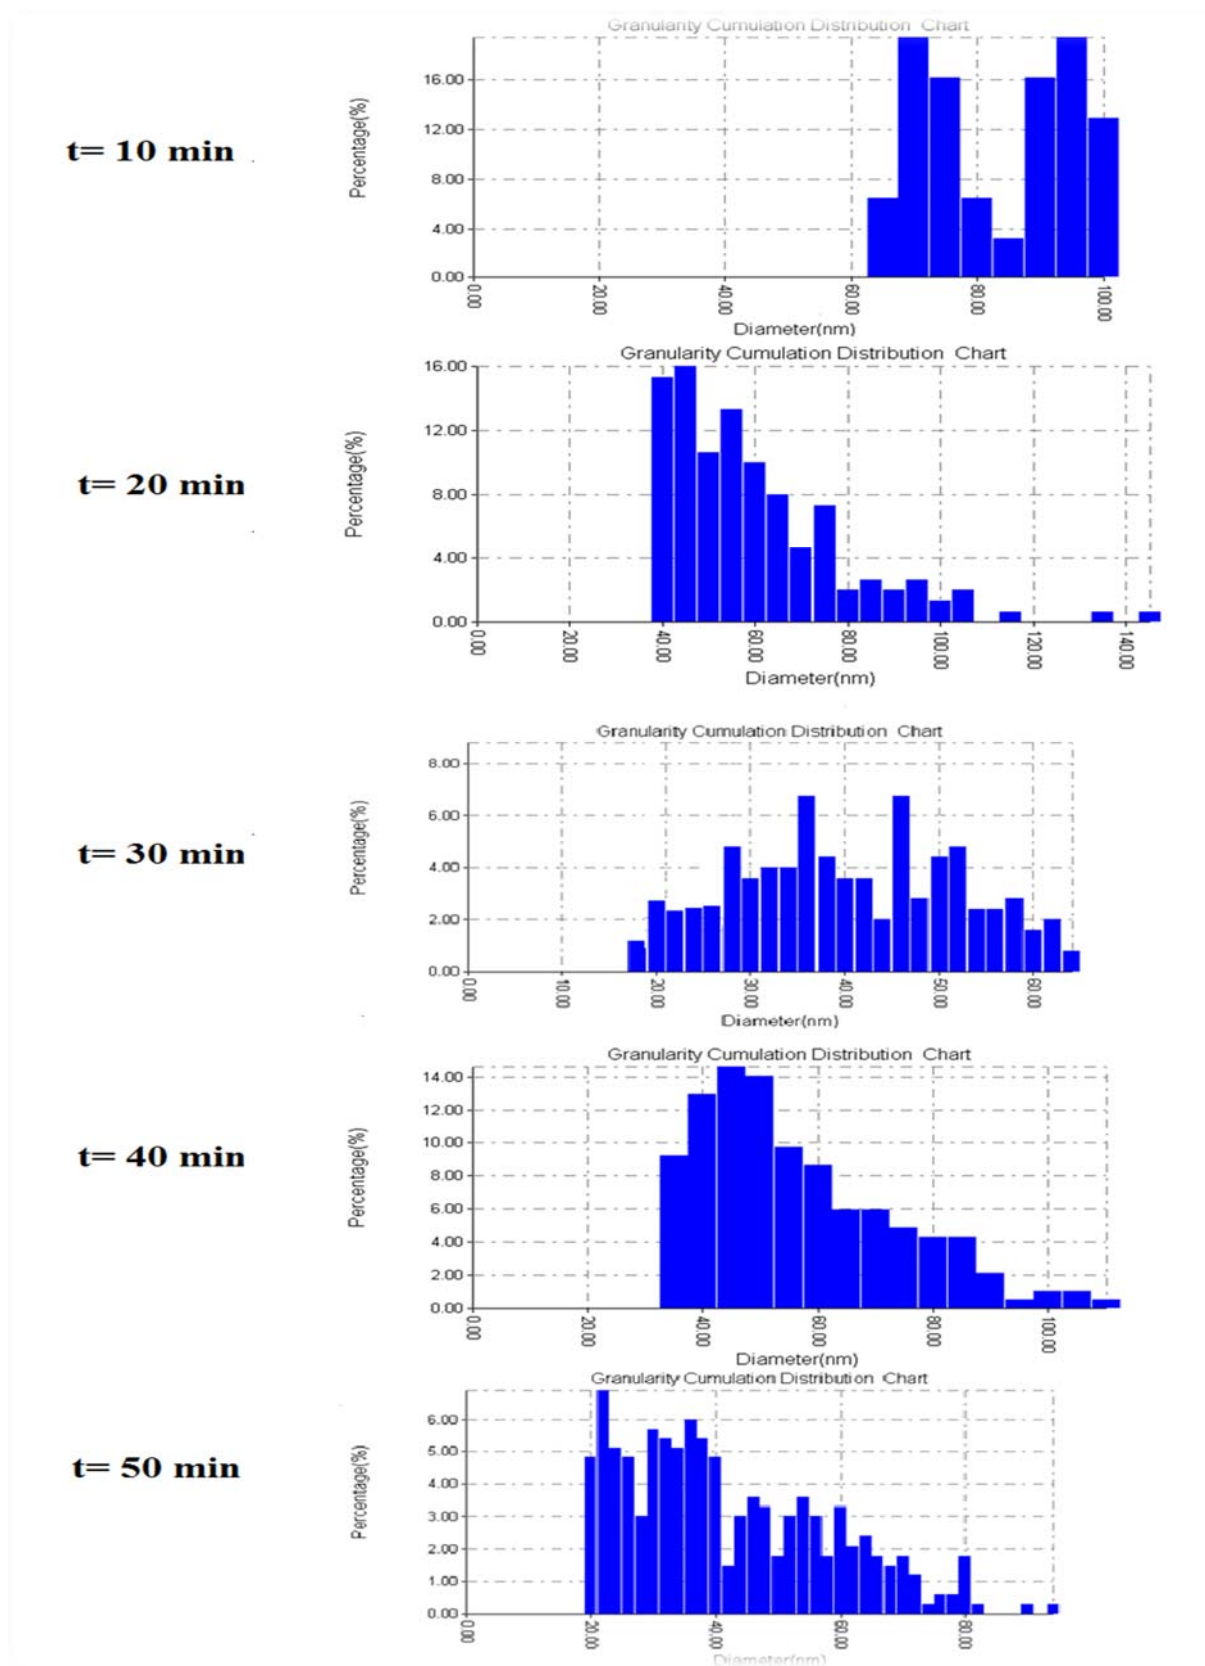 Granularity Cumulation Distribution Chart
t= 10 min
Percentage(%)
16.00
12.00
8.00
4.00
0.00
0.00 20.00 40.00 60.00 80.00 100.00
Diameter(nm)
Granularity Cumulation Distribution Chart
t= 20 min
Percentage(%)
16.00
12.00
8.00
4.00
0.00
0.00 20.00 40.00 60.00 80.00 100.00 120.00 140.00
Diameter(nm)
Granularity Cumulation Distribution Chart
t= 30 min
Percentage(%)
8.00
6.00
4.00
2.00
0.00
0.00 10.00 20.00 30.00 40.00 50.00 60.00
Diameter(nm)
Granularity Cumulation Distribution Chart
t= 40 min
Percentage(%)
14.00
12.00
10.00
8.00
6.00
4.00
2.00
0.00
0.00 20.00 40.00 60.00 80.00 100.00
Diameter(nm)
Granularity Cumulation Distribution Chart
t= 50 min
Percentage(%)
6.00
5.00
4.00
3.00
2.00
1.00
0.00
0.00 20.00 40.00 60.00 80.00
Diameter(nm)